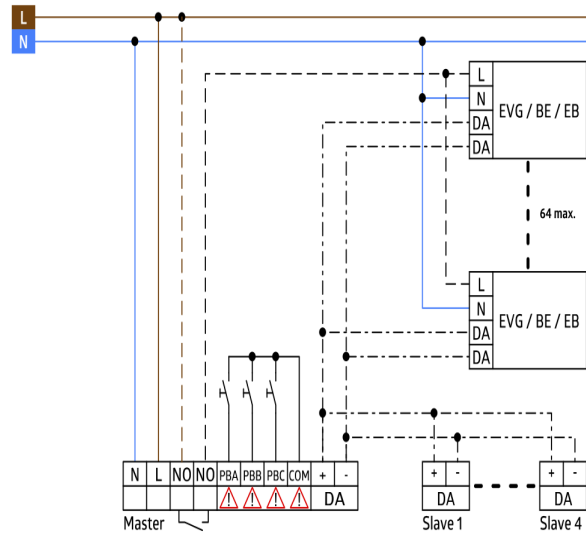 L
N
L
N
DA
DA
EVG / BE / EB
64 max.
L
N
DA
DA
EVG / BE / EB
N L NO NO PBA PBB PBC COM + -
DA
Master
+ -
DA
Slave 1
+ -
DA
Slave 4